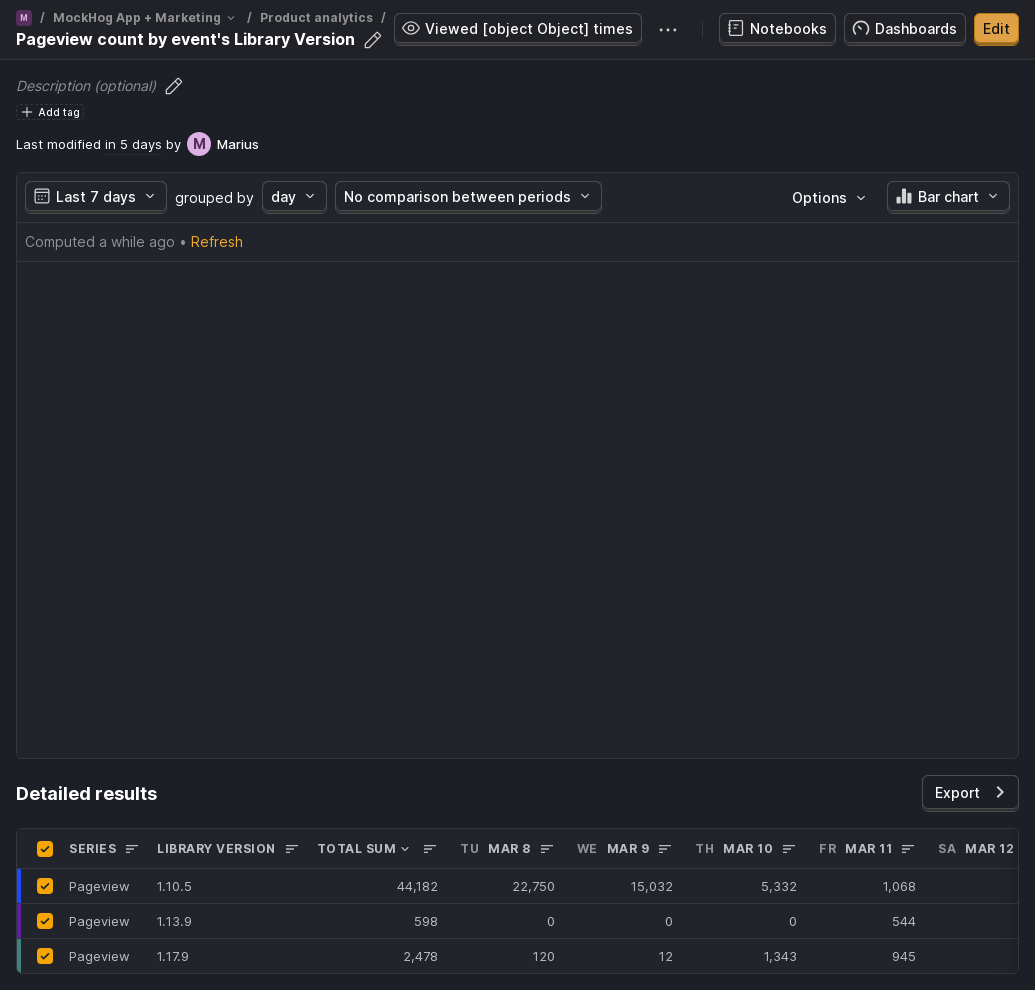 M / MockHog App + Marketing / Product analytics /
Pageview count by event's Library Version
Viewed [object Object] times
Notebooks
Dashboards
Edit
Description (optional)
Add tag
Last modified in 5 days by M Marius
Last 7 days grouped by day No comparison between periods Options Bar chart
Computed a while ago • Refresh
Detailed results
Export
SERIES LIBRARY VERSION TOTAL SUM TU MAR 8 WE MAR 9 TH MAR 10 FR MAR 11 SA MAR 12
Pageview 1.10.5 44,182 22,750 15,032 5,332 1,068
Pageview 1.13.9 598 0 0 0 544
Pageview 1.17.9 2,478 120 12 1,343 945